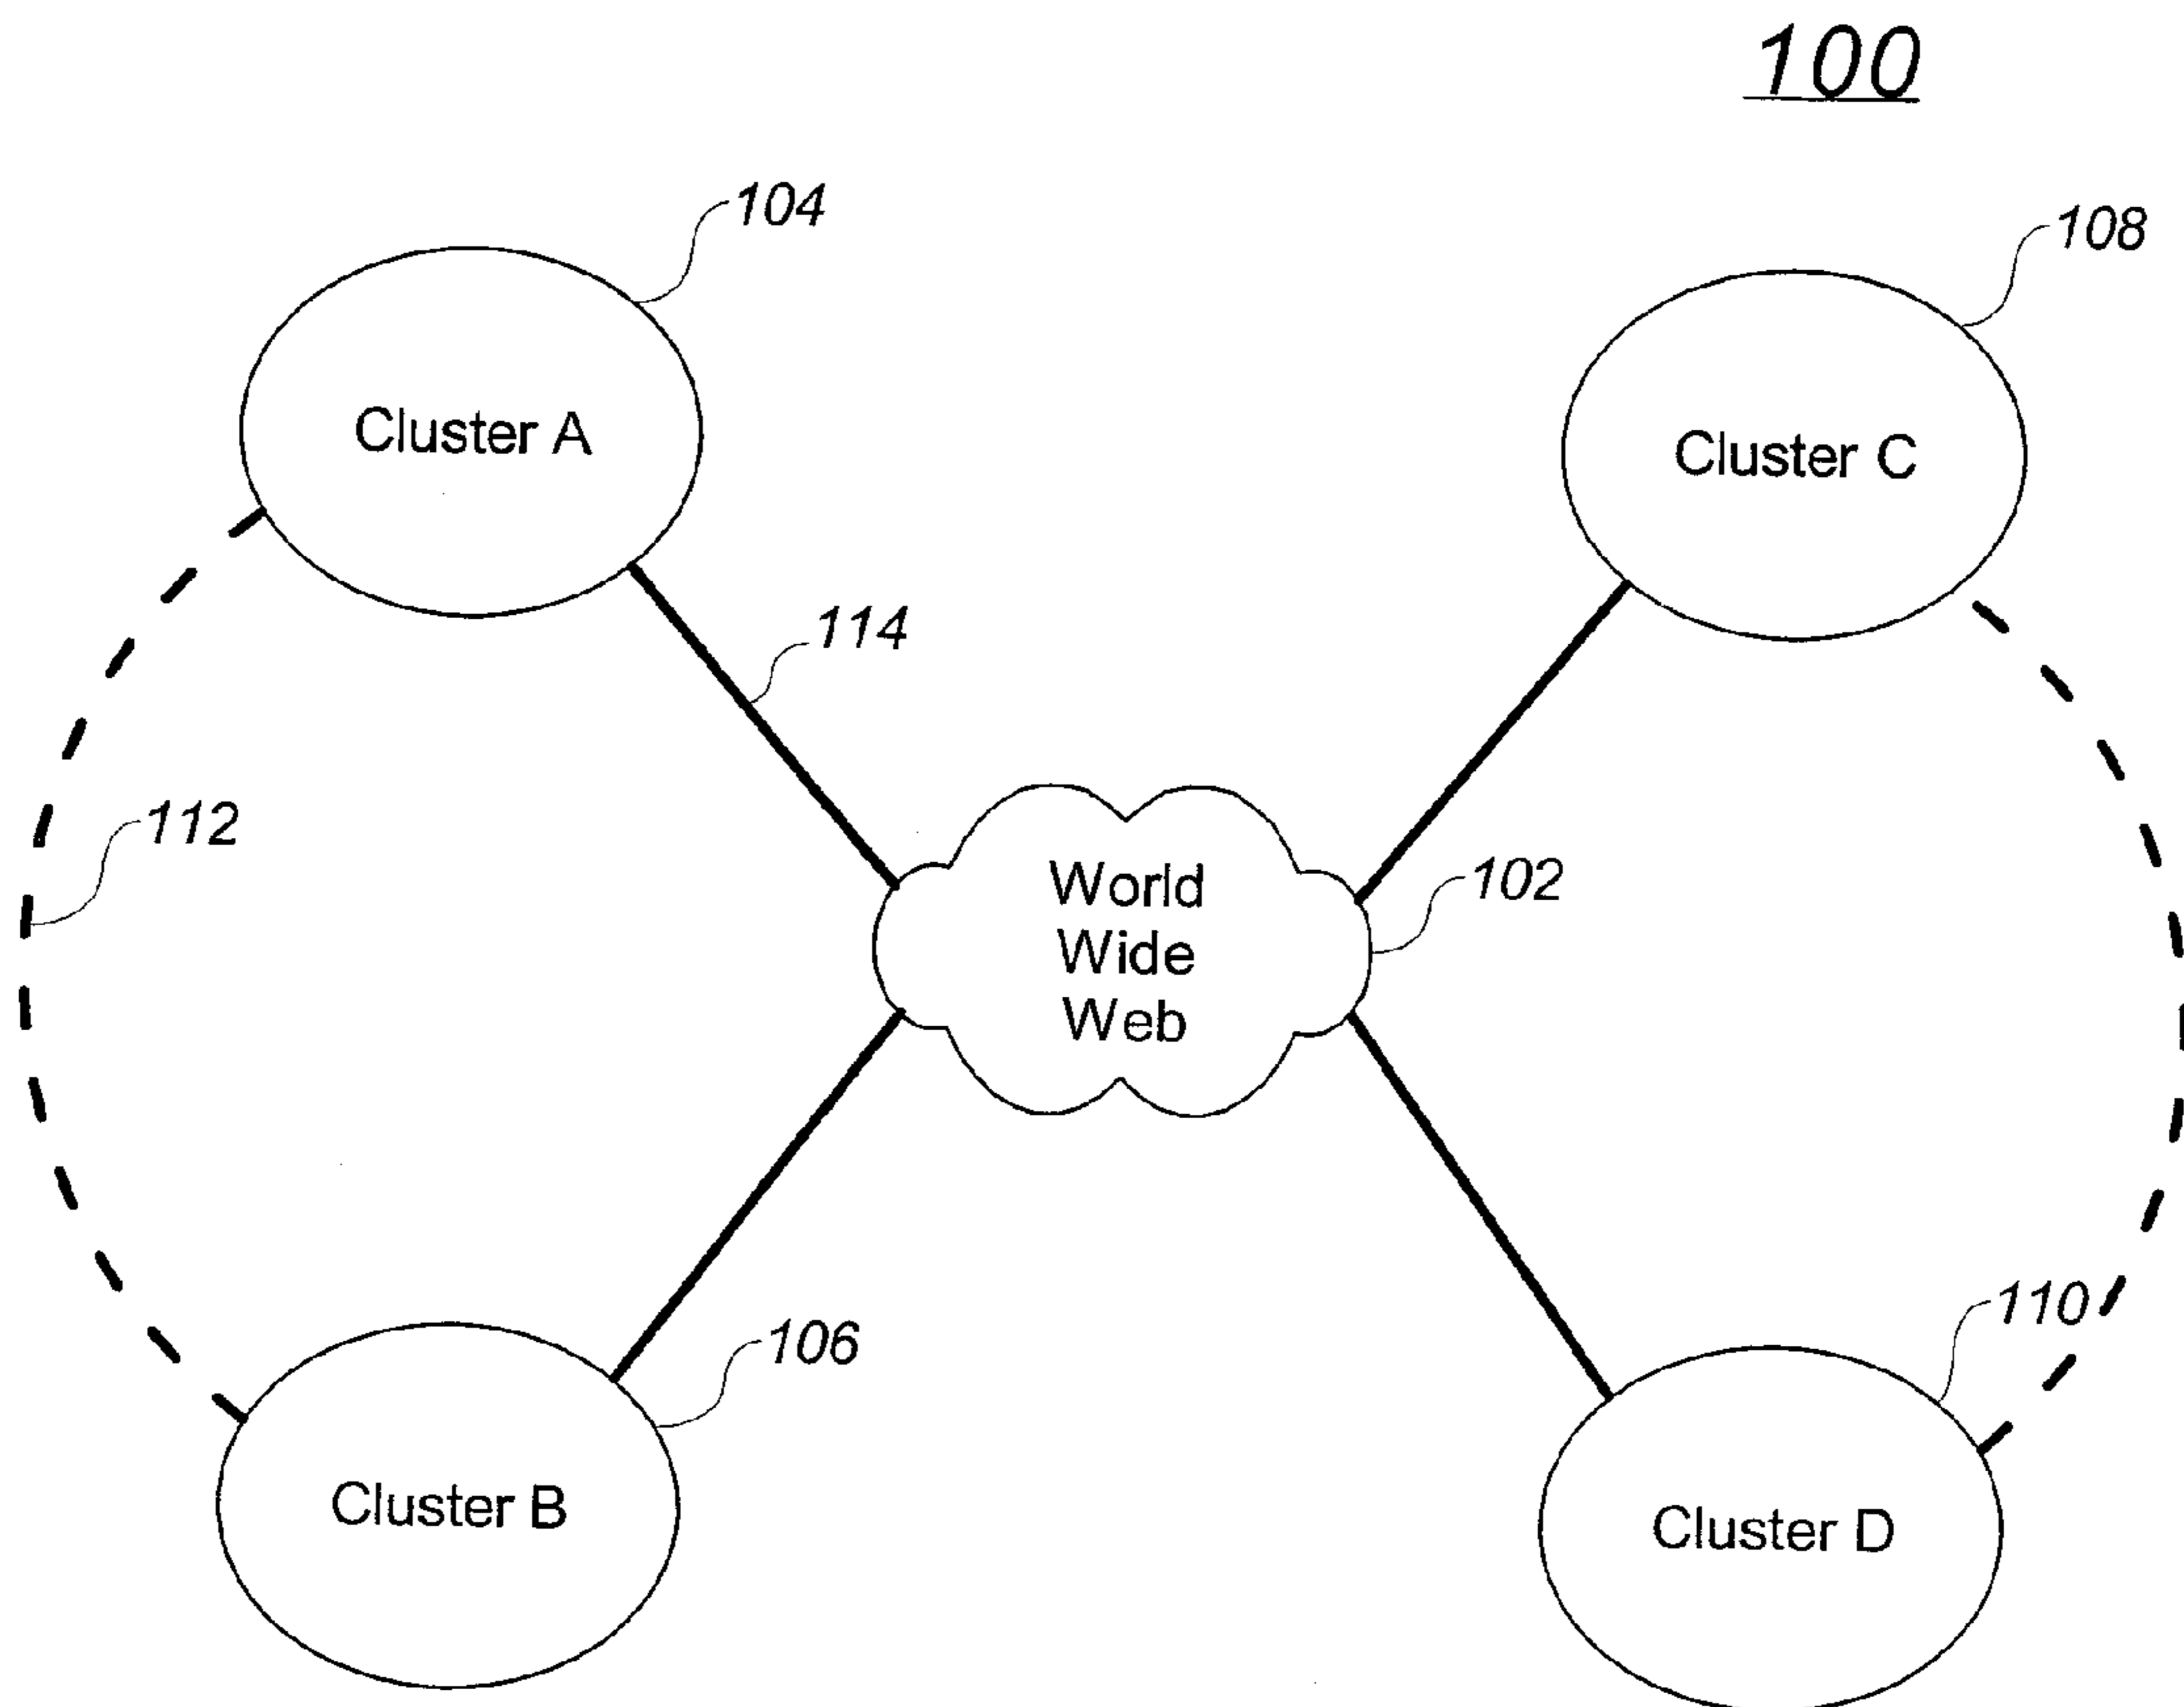 100
104
108
Cluster A
Cluster C
114
112
World
Wide
Web
102
106
110
Cluster B
Cluster D